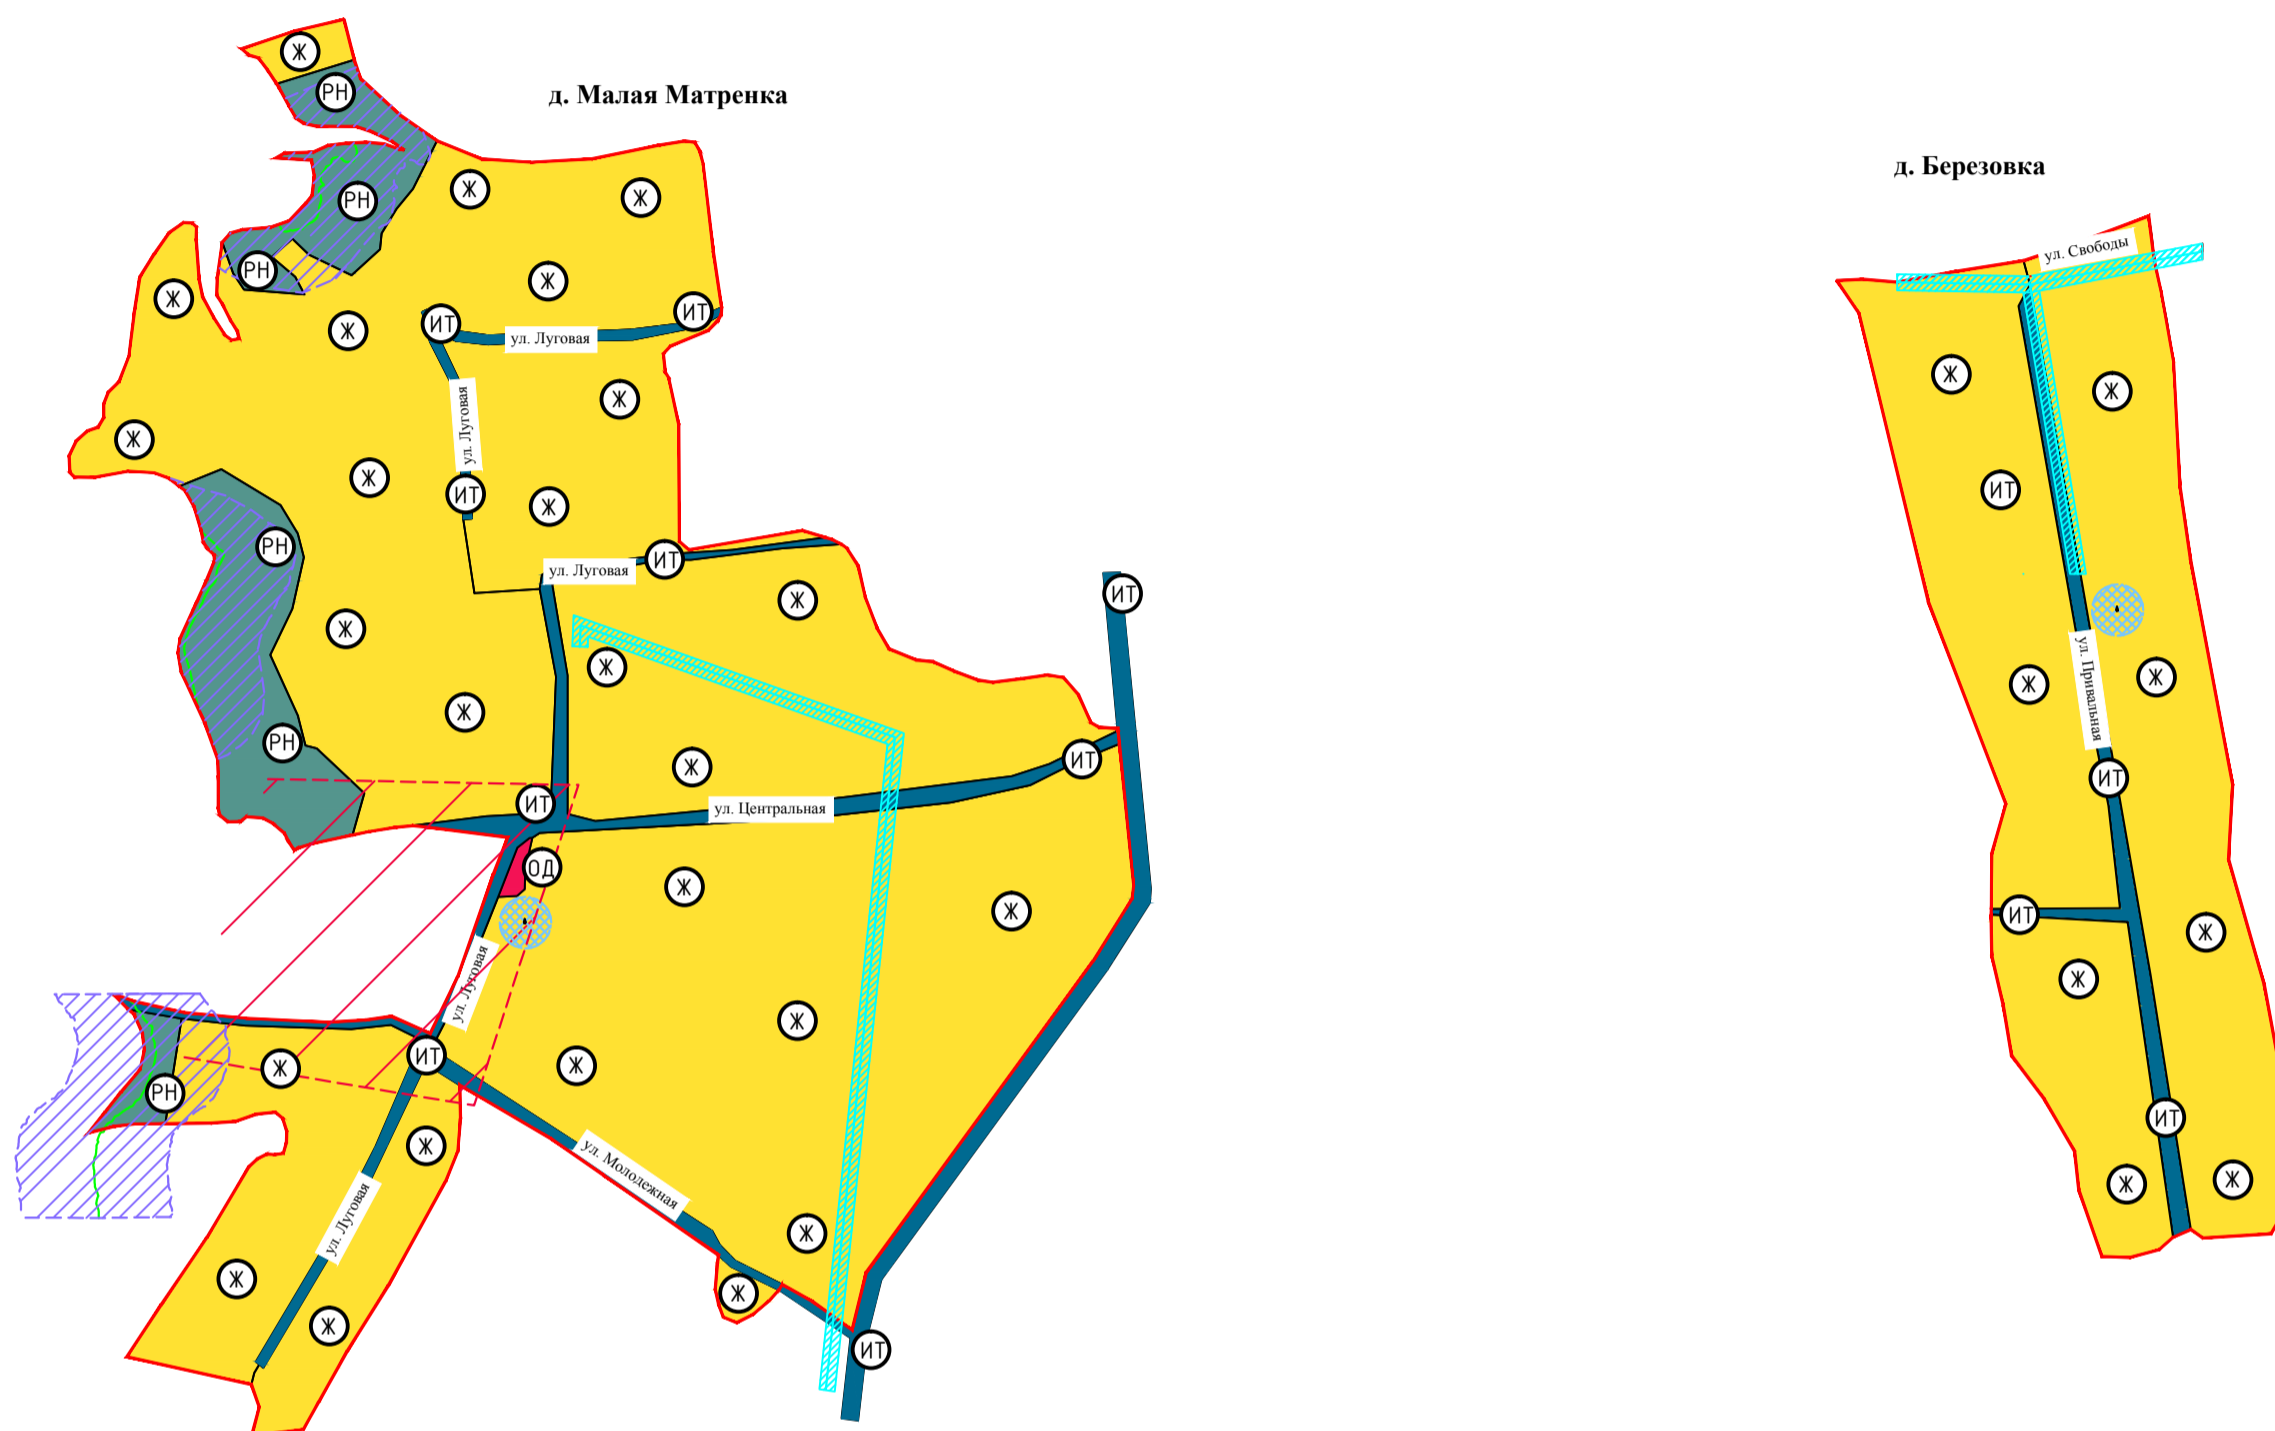 Ж
РН
д. Малая Матренка
Ж
Ж
РН
РН
Ж
Ж
Ж
ИТ
ИТ
ул. Луговая
Ж
Ж
ул. Луговая
Ж
Ж
ИТ
Ж
РН
ул. Луговая
ИТ
Ж
ИТ
Ж
Ж
Ж
РН
Ж
ИТ
ИТ
ул. Центральная
ОД
Ж
Ж
ул. Луговая
Ж
ИТ
Ж
Ж
РН
Ж
ул. Молодежная
ул. Луговая
Ж
Ж
Ж
Ж
ИТ
д. Березовка
ул. Свободы
Ж
Ж
ИТ
Ж
Ж
ул. Привальная
ИТ
ИТ
Ж
Ж
ИТ
Ж
Ж